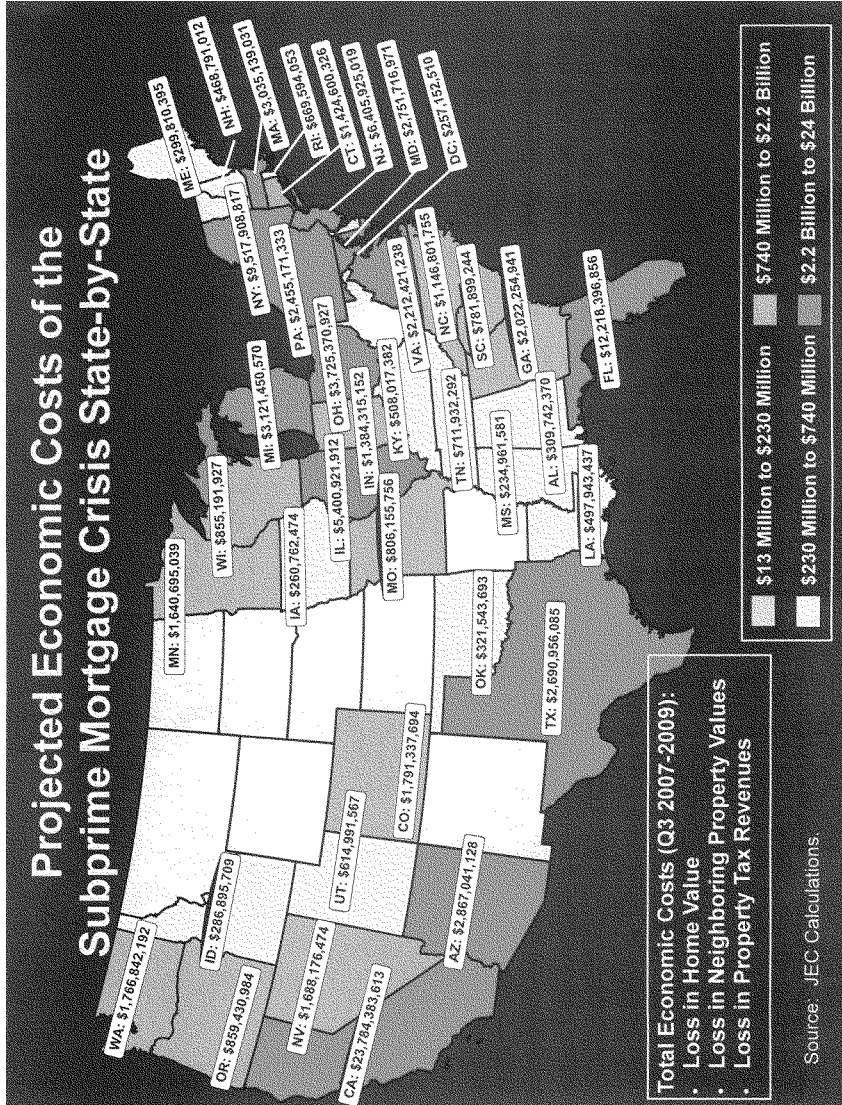 Projected Economic Costs of the
Subprime Mortgage Crisis State-by-State
WA: $1,766,842,192
OR: $859,430,984
ID: $286,895,709
NV: $1,688,176,474
CA: $23,784,383,613
UT: $614,991,567
AZ: $2,867,041,128
CO: $1,791,337,694
MN: $1,640,695,039
WI: $855,191,927
IA: $260,762,474
MI: $3,121,450,570
IL: $5,400,921,912
IN: $1,384,315,152
OH: $3,725,370,927
MO: $806,155,756
KY: $508,017,382
OK: $321,543,693
TX: $2,690,956,085
TN: $711,932,292
MS: $234,961,581
AL: $309,742,370
LA: $497,943,437
ME: $299,810,395
NH: $468,791,012
MA: $3,035,139,031
RI: $669,594,053
CT: $1,424,600,326
NJ: $6,405,925,019
MD: $2,751,716,971
DC: $257,152,510
NY: $9,517,908,817
PA: $2,455,171,333
VA: $2,212,421,238
NC: $1,146,801,755
SC: $781,899,244
GA: $2,022,254,941
FL: $12,218,396,856
Total Economic Costs (Q3 2007-2009):
• Loss in Home Value
• Loss in Neighboring Property Values
• Loss in Property Tax Revenues
$13 Million to $230 Million
$740 Million to $2.2 Billion
$230 Million to $740 Million
$2.2 Billion to $24 Billion
Source: JEC Calculations.